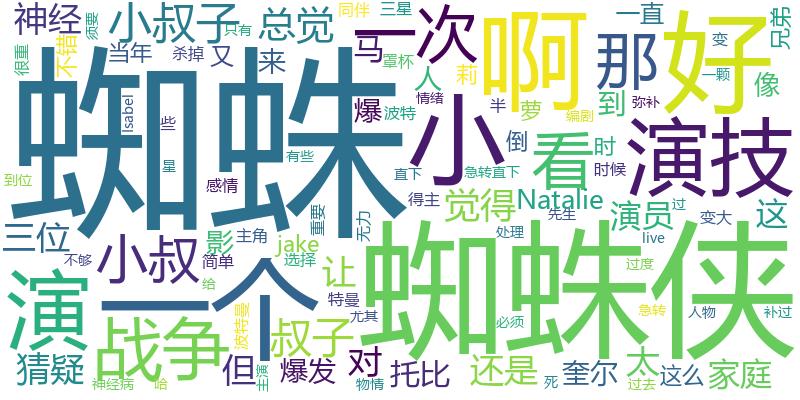 神经
小叔子
总觉
同伴
三星
一次
啊
那
好
一直
兄弟
很重
不错
须要
当年
杀掉
又
只有
来
马
罩杯
人
莉
情绪
编剧
变
一颗
像
蜘蛛
Isabel
些
星
爆
波特
小
半
萝
倒
看
到
弥补
时
时候
演技
到位
感情
有些
重要
无力
直下
得主
急转直下
觉得
Natalie
先生
演员
过
变大
这
三位
小叔
影
主角
jake
简单
选择
给
不够
让
处理
live
蜘蛛侠
演
一个
特曼
尤其
波特曼
必须
过度
急转
人物
补过
战争
叔子
猜疑
神经病
哈
但
主演
爆发
对
物情
托比
还是
死
奎尔
过去
太
这么
家庭